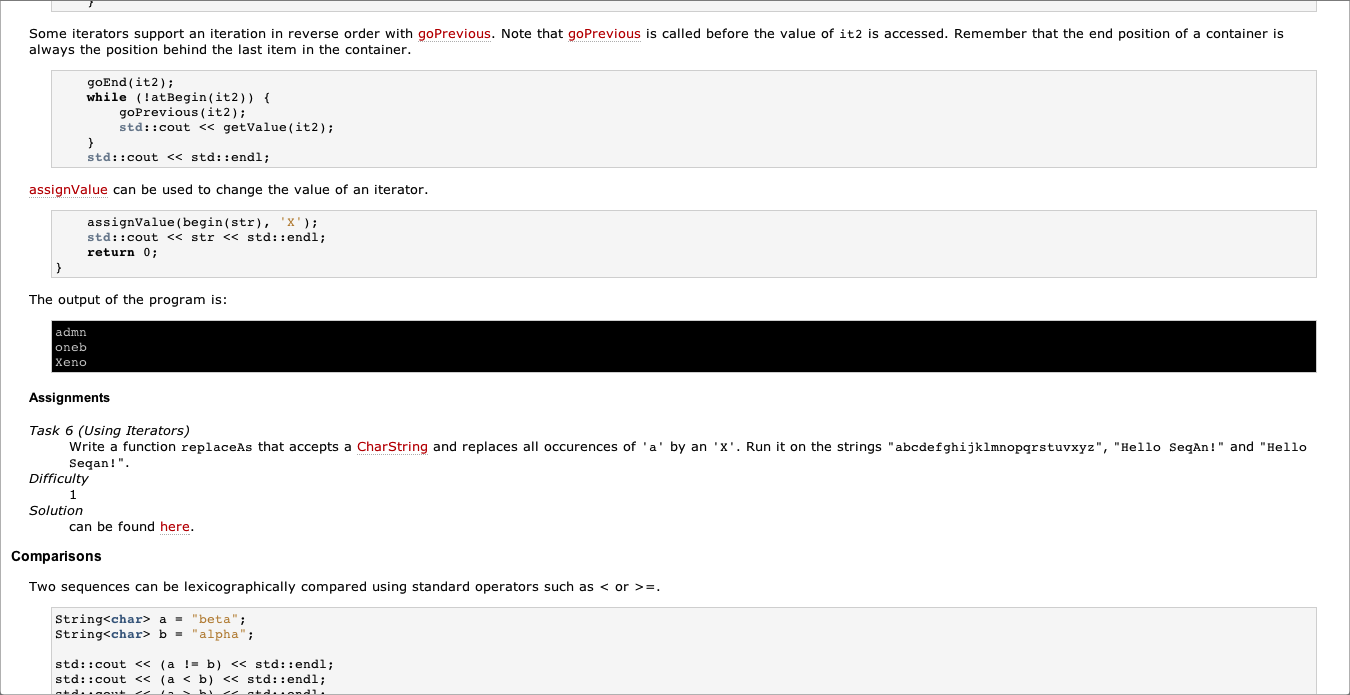 }
Some iterators support an iteration in reverse order with goPrevious. Note that goPrevious is called before the value of it2 is accessed. Remember that the end position of a container is
always the position behind the last item in the container.
goEnd(it2);
while (!atBegin(it2)) {
goPrevious(it2);
std::cout << getValue(it2);
}
std::cout << std::endl;
assignValue can be used to change the value of an iterator.
assignValue(begin(str), 'X');
std::cout << str << std::endl;
return 0;
}
The output of the program is:
admn
oneb
Xeno
Assignments
Task 6 (Using Iterators)
Write a function replaceAs that accepts a CharString and replaces all occurences of 'a' by an 'X'. Run it on the strings "abcdefghijklmnopqrstuvxyz", "Hello SeqAn!" and "Hello
Seqan!".
Difficulty
1
Solution
can be found here.
Comparisons
Two sequences can be lexicographically compared using standard operators such as < or >=.
String<char> a = "beta";
String<char> b = "alpha";
std::cout << (a != b) << std::endl;
std::cout << (a < b) << std::endl;
std::cout << (a > b) << std::endl;